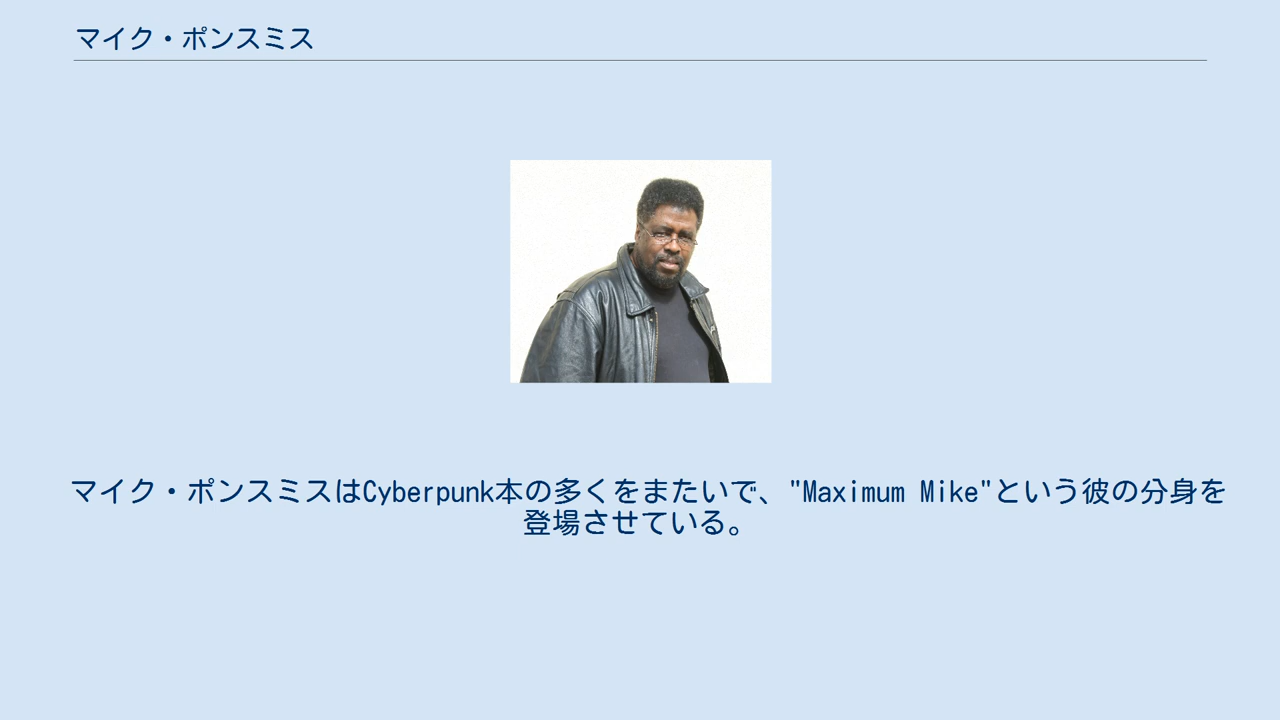 マイク・ポンスミス
マイク・ポンスミスはCyberpunk本の多くをまたいで、"Maximum Mike"という彼の分身を
登場させている。